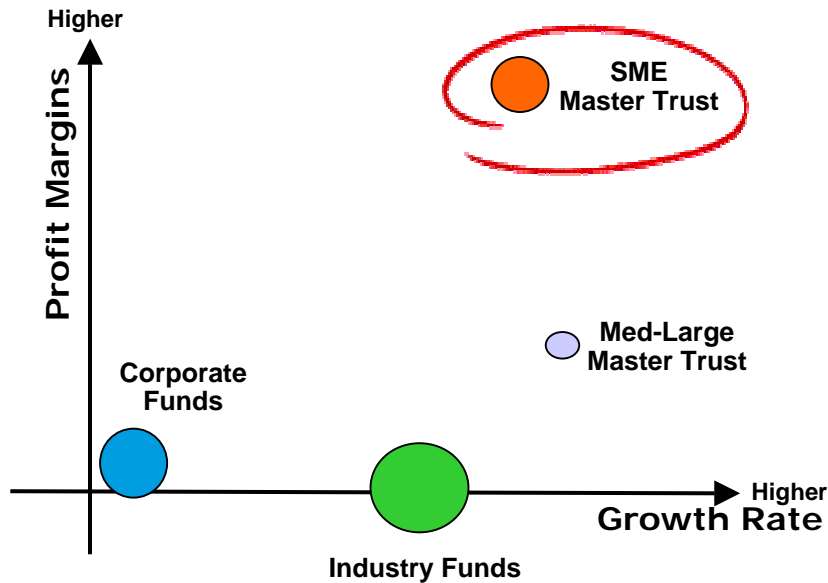 Higher
Profit Margins
SME
Master Trust
Med-Large
Master Trust
Corporate
Funds
Higher
Growth Rate
Industry Funds